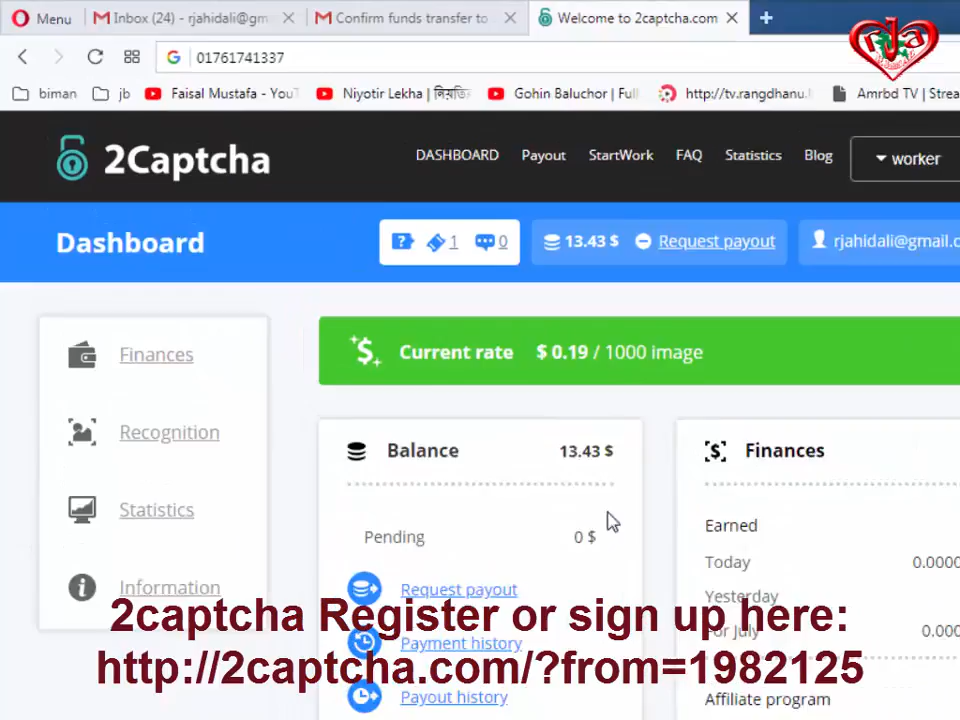 Menu
Inbox (24) - rjahidali@gm
Confirm funds transfer to
Welcome to 2captcha.com
rja
01761741337
biman
jb
Faisal Mustafa - YouT
Niyotir Lekha | নিয়তির
Gohin Baluchor | Full
http://tv.rangdhanu.
Amrbd TV | Strea
2Captcha
DASHBOARD
Payout
StartWork
FAQ
Statistics
Blog
worker
Dashboard
1
0
13.43 $
Request payout
rjahidali@gmail.c
Finances
Recognition
Statistics
Information
Current rate $ 0.19 / 1000 image
Balance 13.43 $
Pending 0 $
Request payout
Payment history
Payout history
Finances
Earned
Today 0.0000
Yesterday
For July 0.000
Affiliate program
2captcha Register or sign up here:
http://2captcha.com/?from=1982125